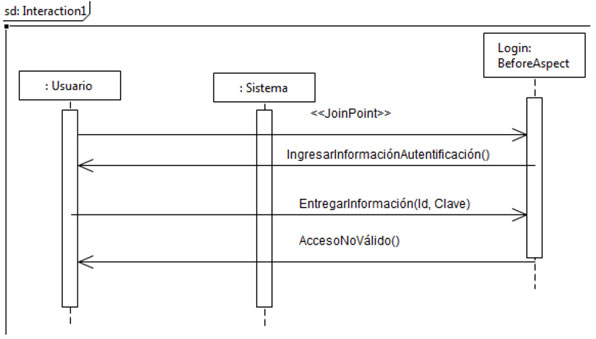 sd: Interaction1
Login:
BeforeAspect
: Usuario
: Sistema
<<JoinPoint>>
IngresarInformaciónAutentificación()
EntregarInformación(Id, Clave)
AccesoNoVálido()